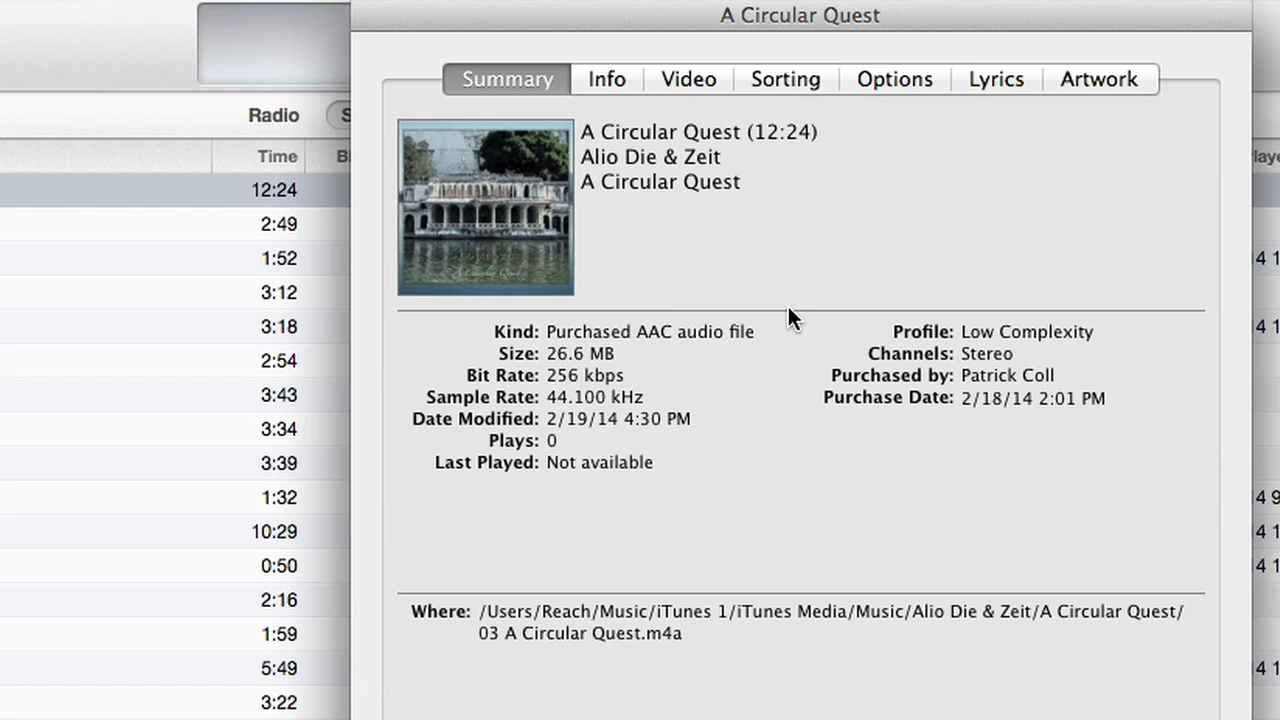 A Circular Quest
Summary Info Video Sorting Options Lyrics Artwork
Radio
Time
12:24
2:49
1:52
3:12
3:18
2:54
3:43
3:34
3:39
1:32
10:29
0:50
2:16
1:59
5:49
3:22
A Circular Quest (12:24)
Alio Die & Zeit
A Circular Quest
Kind: Purchased AAC audio file
Size: 26.6 MB
Bit Rate: 256 kbps
Sample Rate: 44.100 kHz
Date Modified: 2/19/14 4:30 PM
Plays: 0
Last Played: Not available
Profile: Low Complexity
Channels: Stereo
Purchased by: Patrick Coll
Purchase Date: 2/18/14 2:01 PM
Where: /Users/Reach/Music/iTunes 1/iTunes Media/Music/Alio Die & Zeit/A Circular Quest/
03 A Circular Quest.m4a